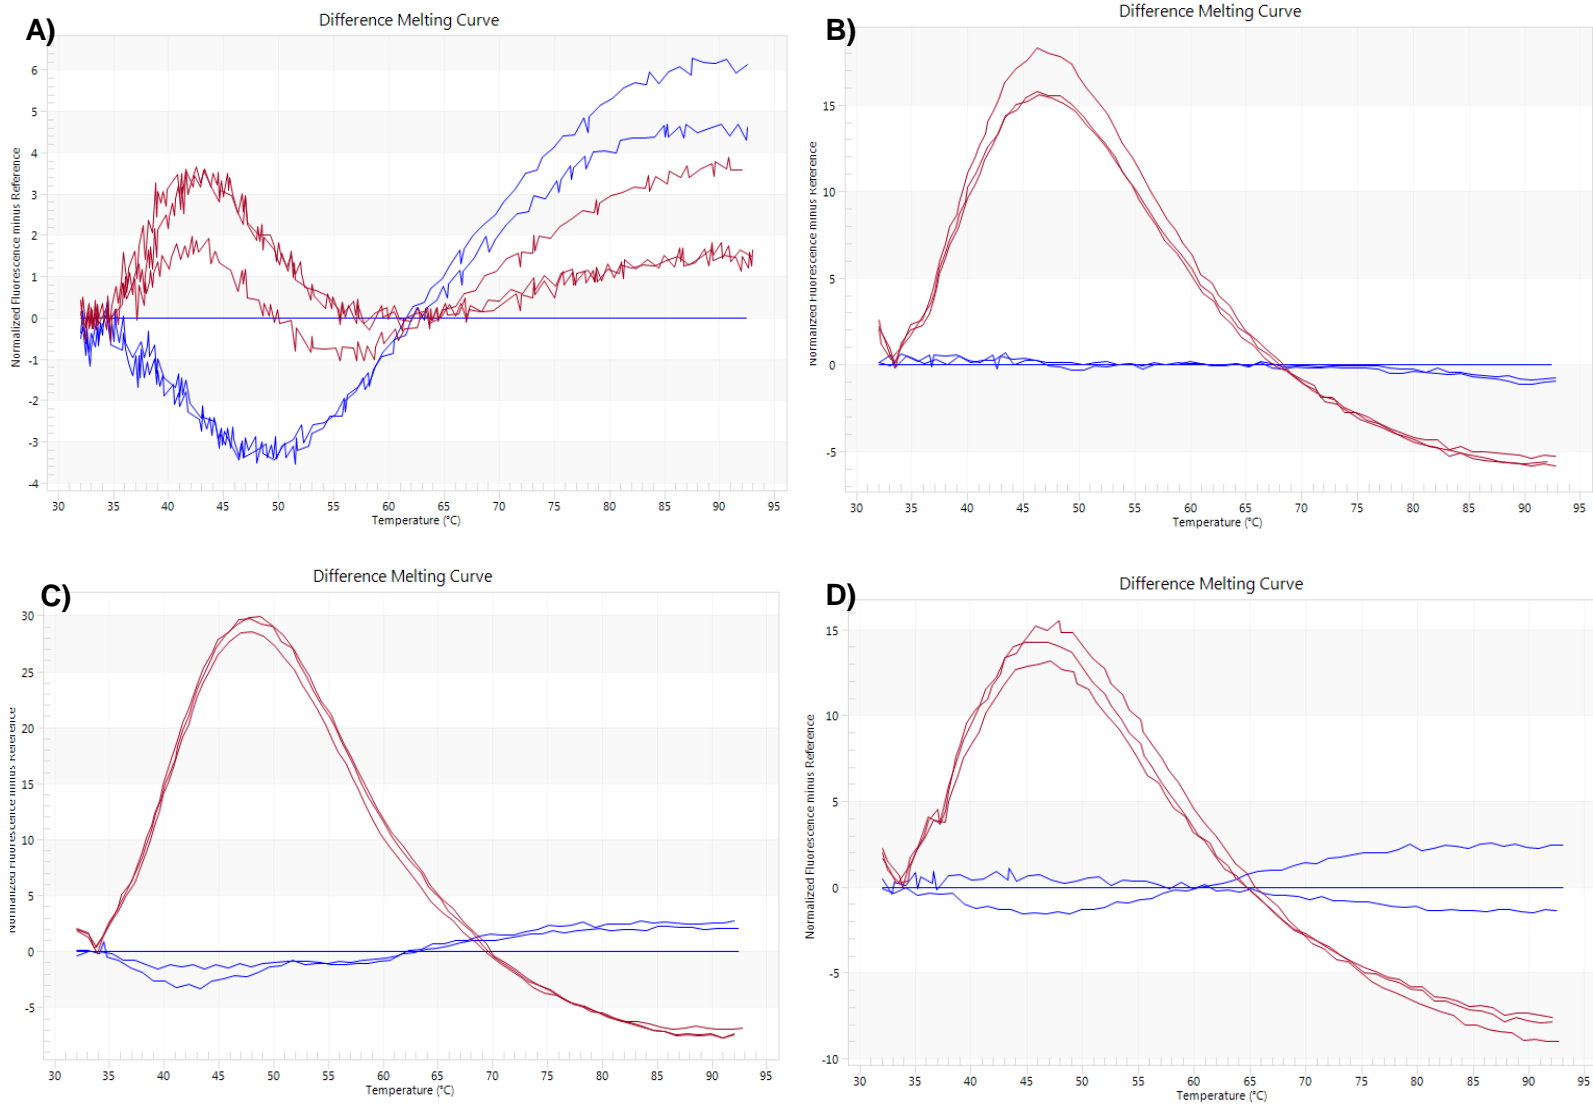 A)
Difference Melting Curve
Normalized Fluorescence minus Reference
6
5
4
3
2
1
0
-1
-2
-3
-4
30 35 40 45 50 55 60 65 70 75 80 85 90 95
Temperature (°C)
B)
Difference Melting Curve
Normalized Fluorescence minus Reference
15
10
5
0
-5
30 35 40 45 50 55 60 65 70 75 80 85 90 95
Temperature (°C)
C)
Difference Melting Curve
Normalized Fluorescence minus Reference
30
25
20
15
10
5
0
-5
30 35 40 45 50 55 60 65 70 75 80 85 90 95
Temperature (°C)
D)
Difference Melting Curve
Normalized Fluorescence minus Reference
15
10
5
0
-5
-10
30 35 40 45 50 55 60 65 70 75 80 85 90 95
Temperature (°C)